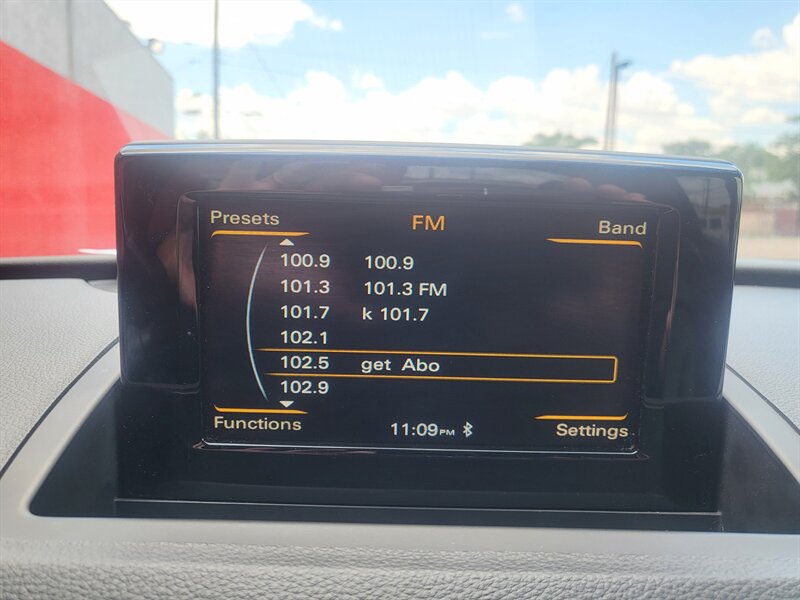 Presets FM Band
100.9 100.9
101.3 101.3 FM
101.7 k 101.7
102.1
102.5 get Abo
102.9
Functions 11:09PM Settings